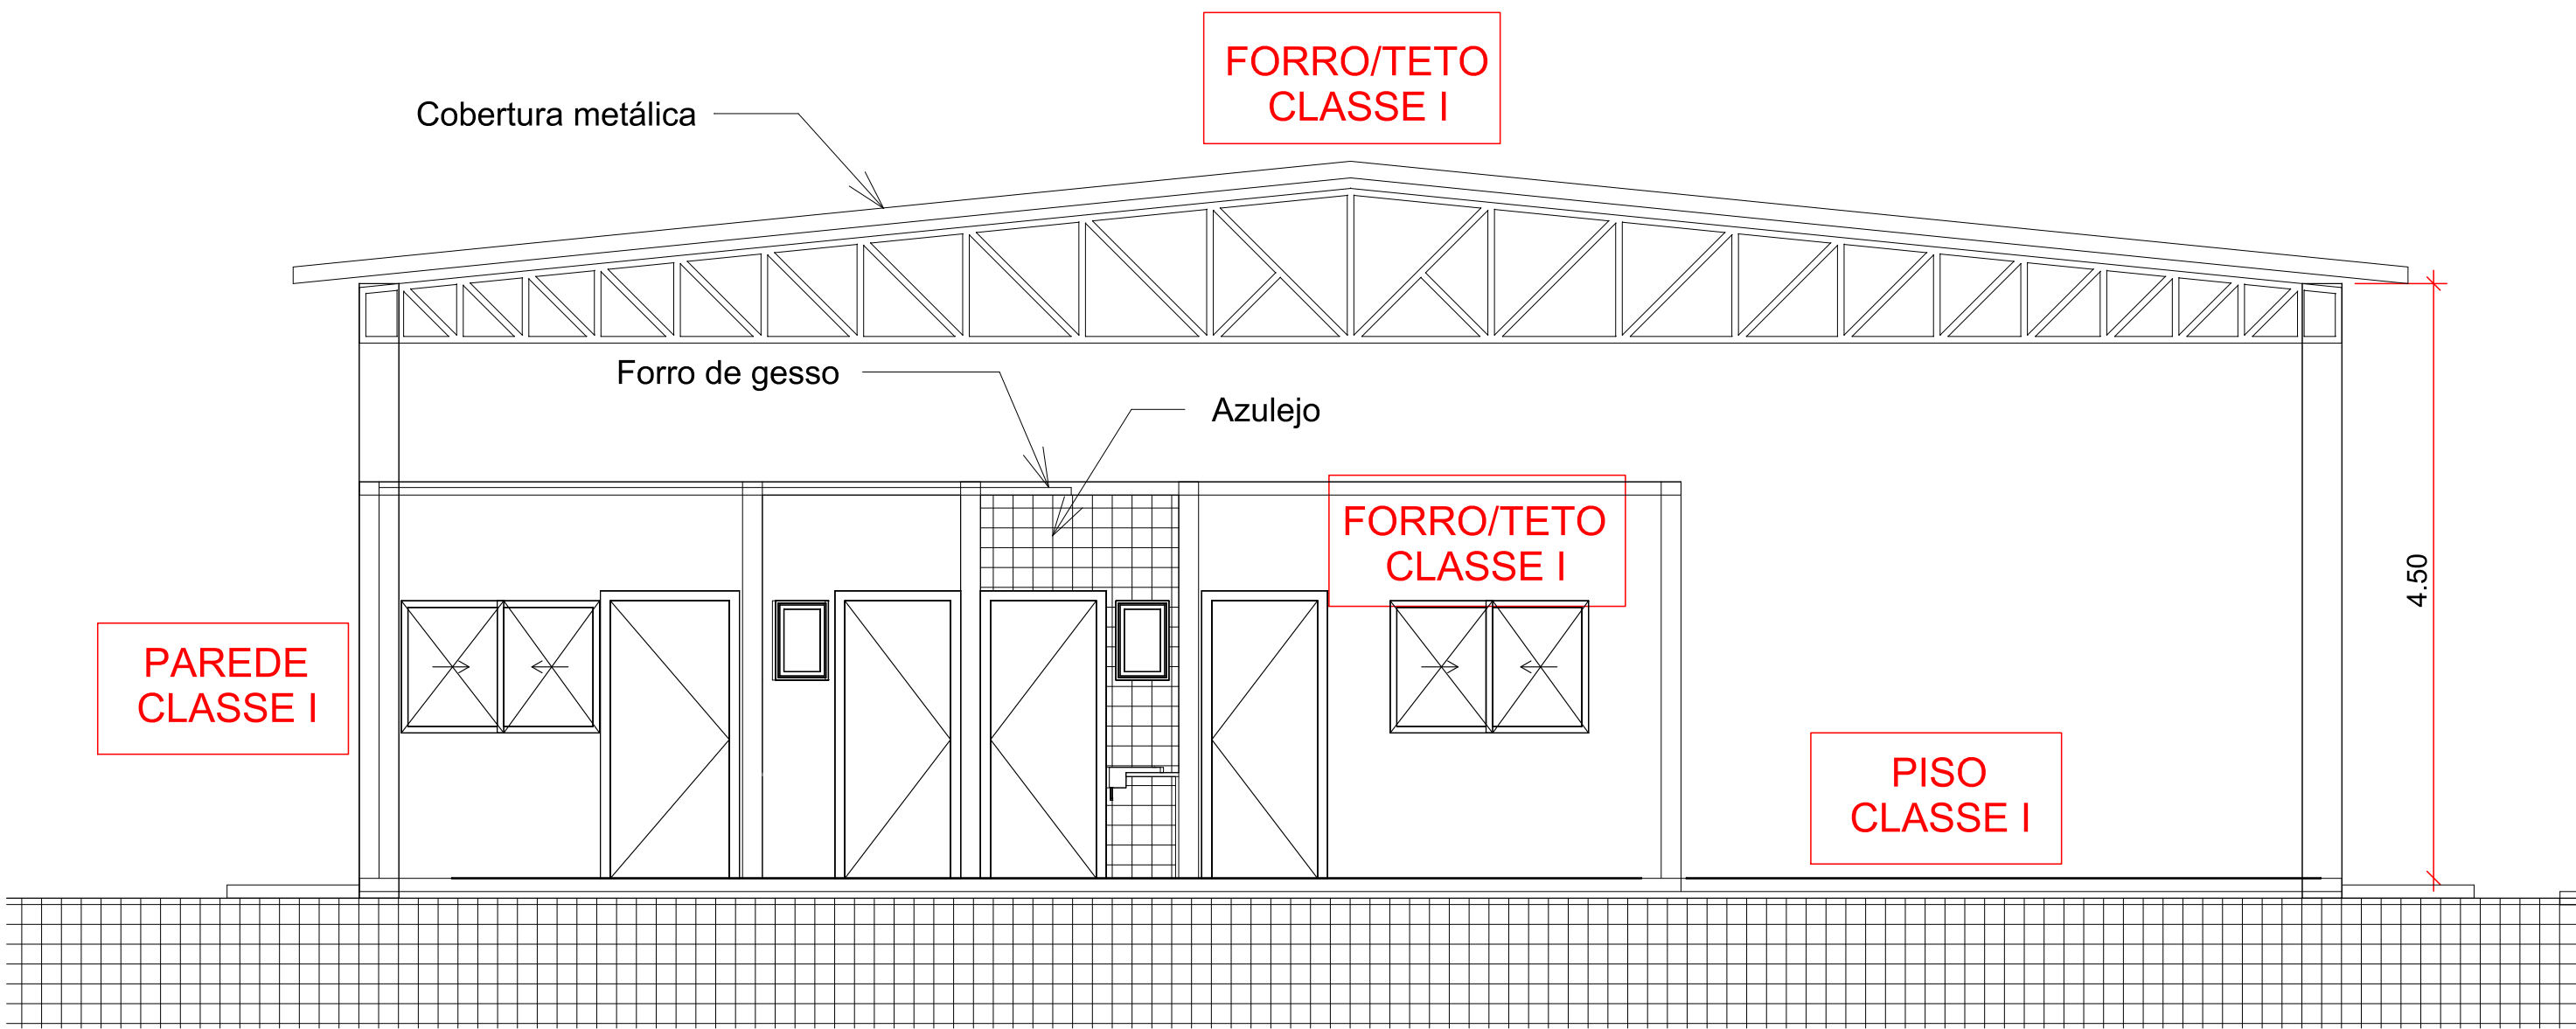 FORRO/TETO
CLASSE I
Cobertura metálica
Forro de gesso
Azulejo
FORRO/TETO
CLASSE I
4.50
PAREDE
CLASSE I
PISO
CLASSE I